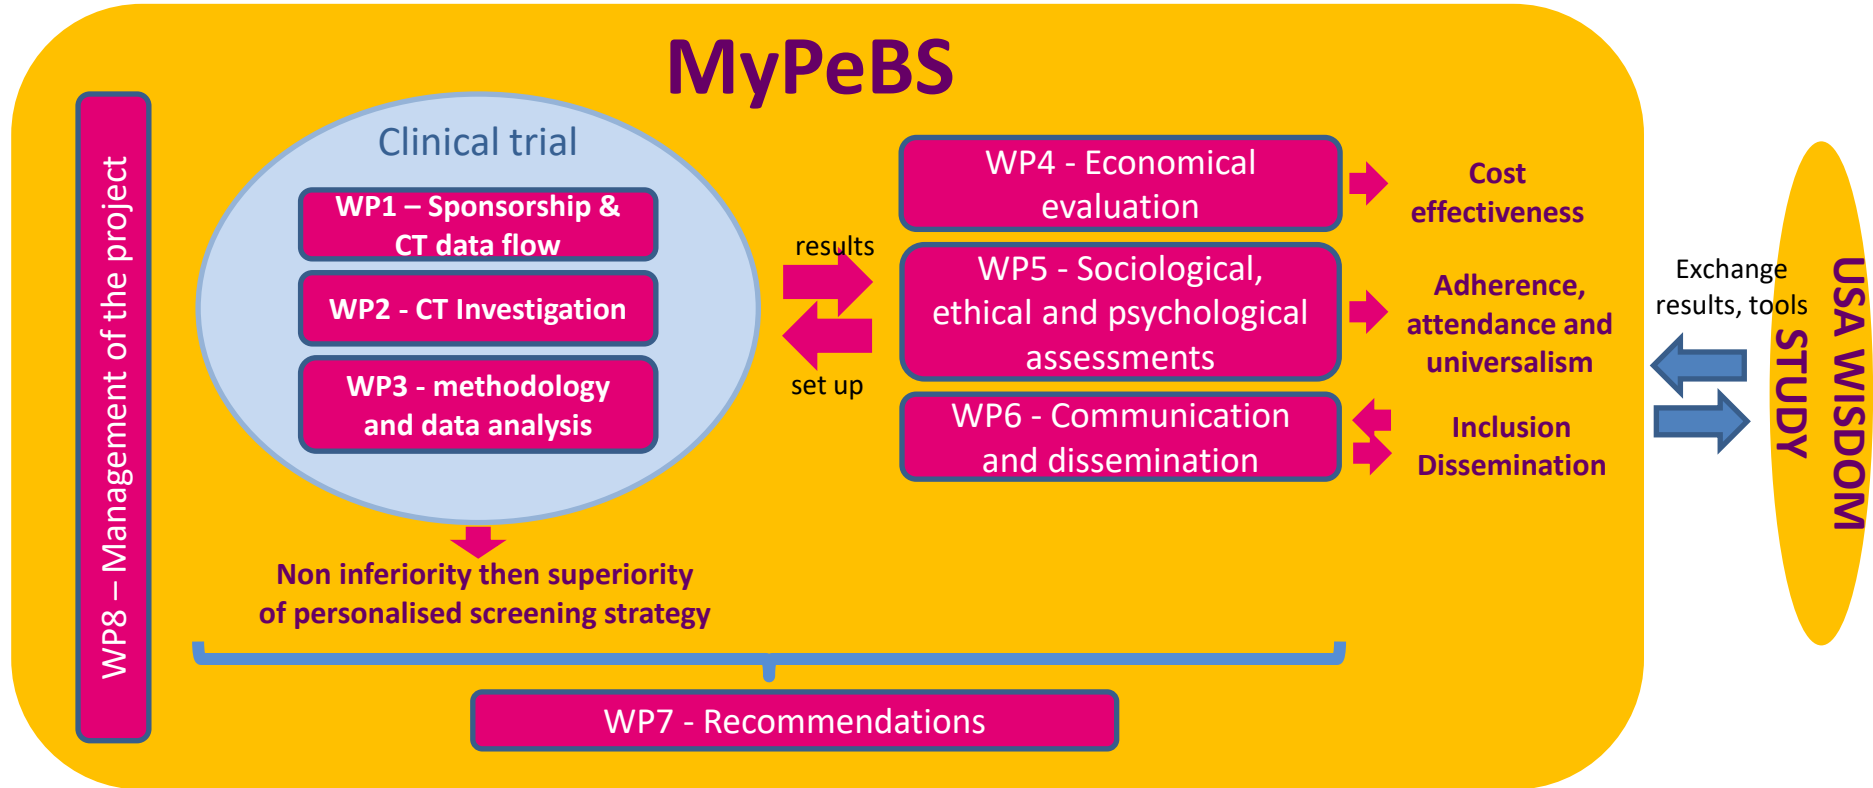 MyPeBS
WP8 – Management of the project
Clinical trial
WP1 – Sponsorship &
CT data flow
WP2 - CT Investigation
WP3 - methodology
and data analysis
Non inferiority then superiority
of personalised screening strategy
results
set up
WP4 - Economical
evaluation
WP5 - Sociological,
ethical and psychological
assessments
WP6 - Communication
and dissemination
Cost
effectiveness
Adherence,
attendance and
universalism
Inclusion
Dissemination
WP7 - Recommendations
Exchange
results, tools
USA WISDOM
STUDY